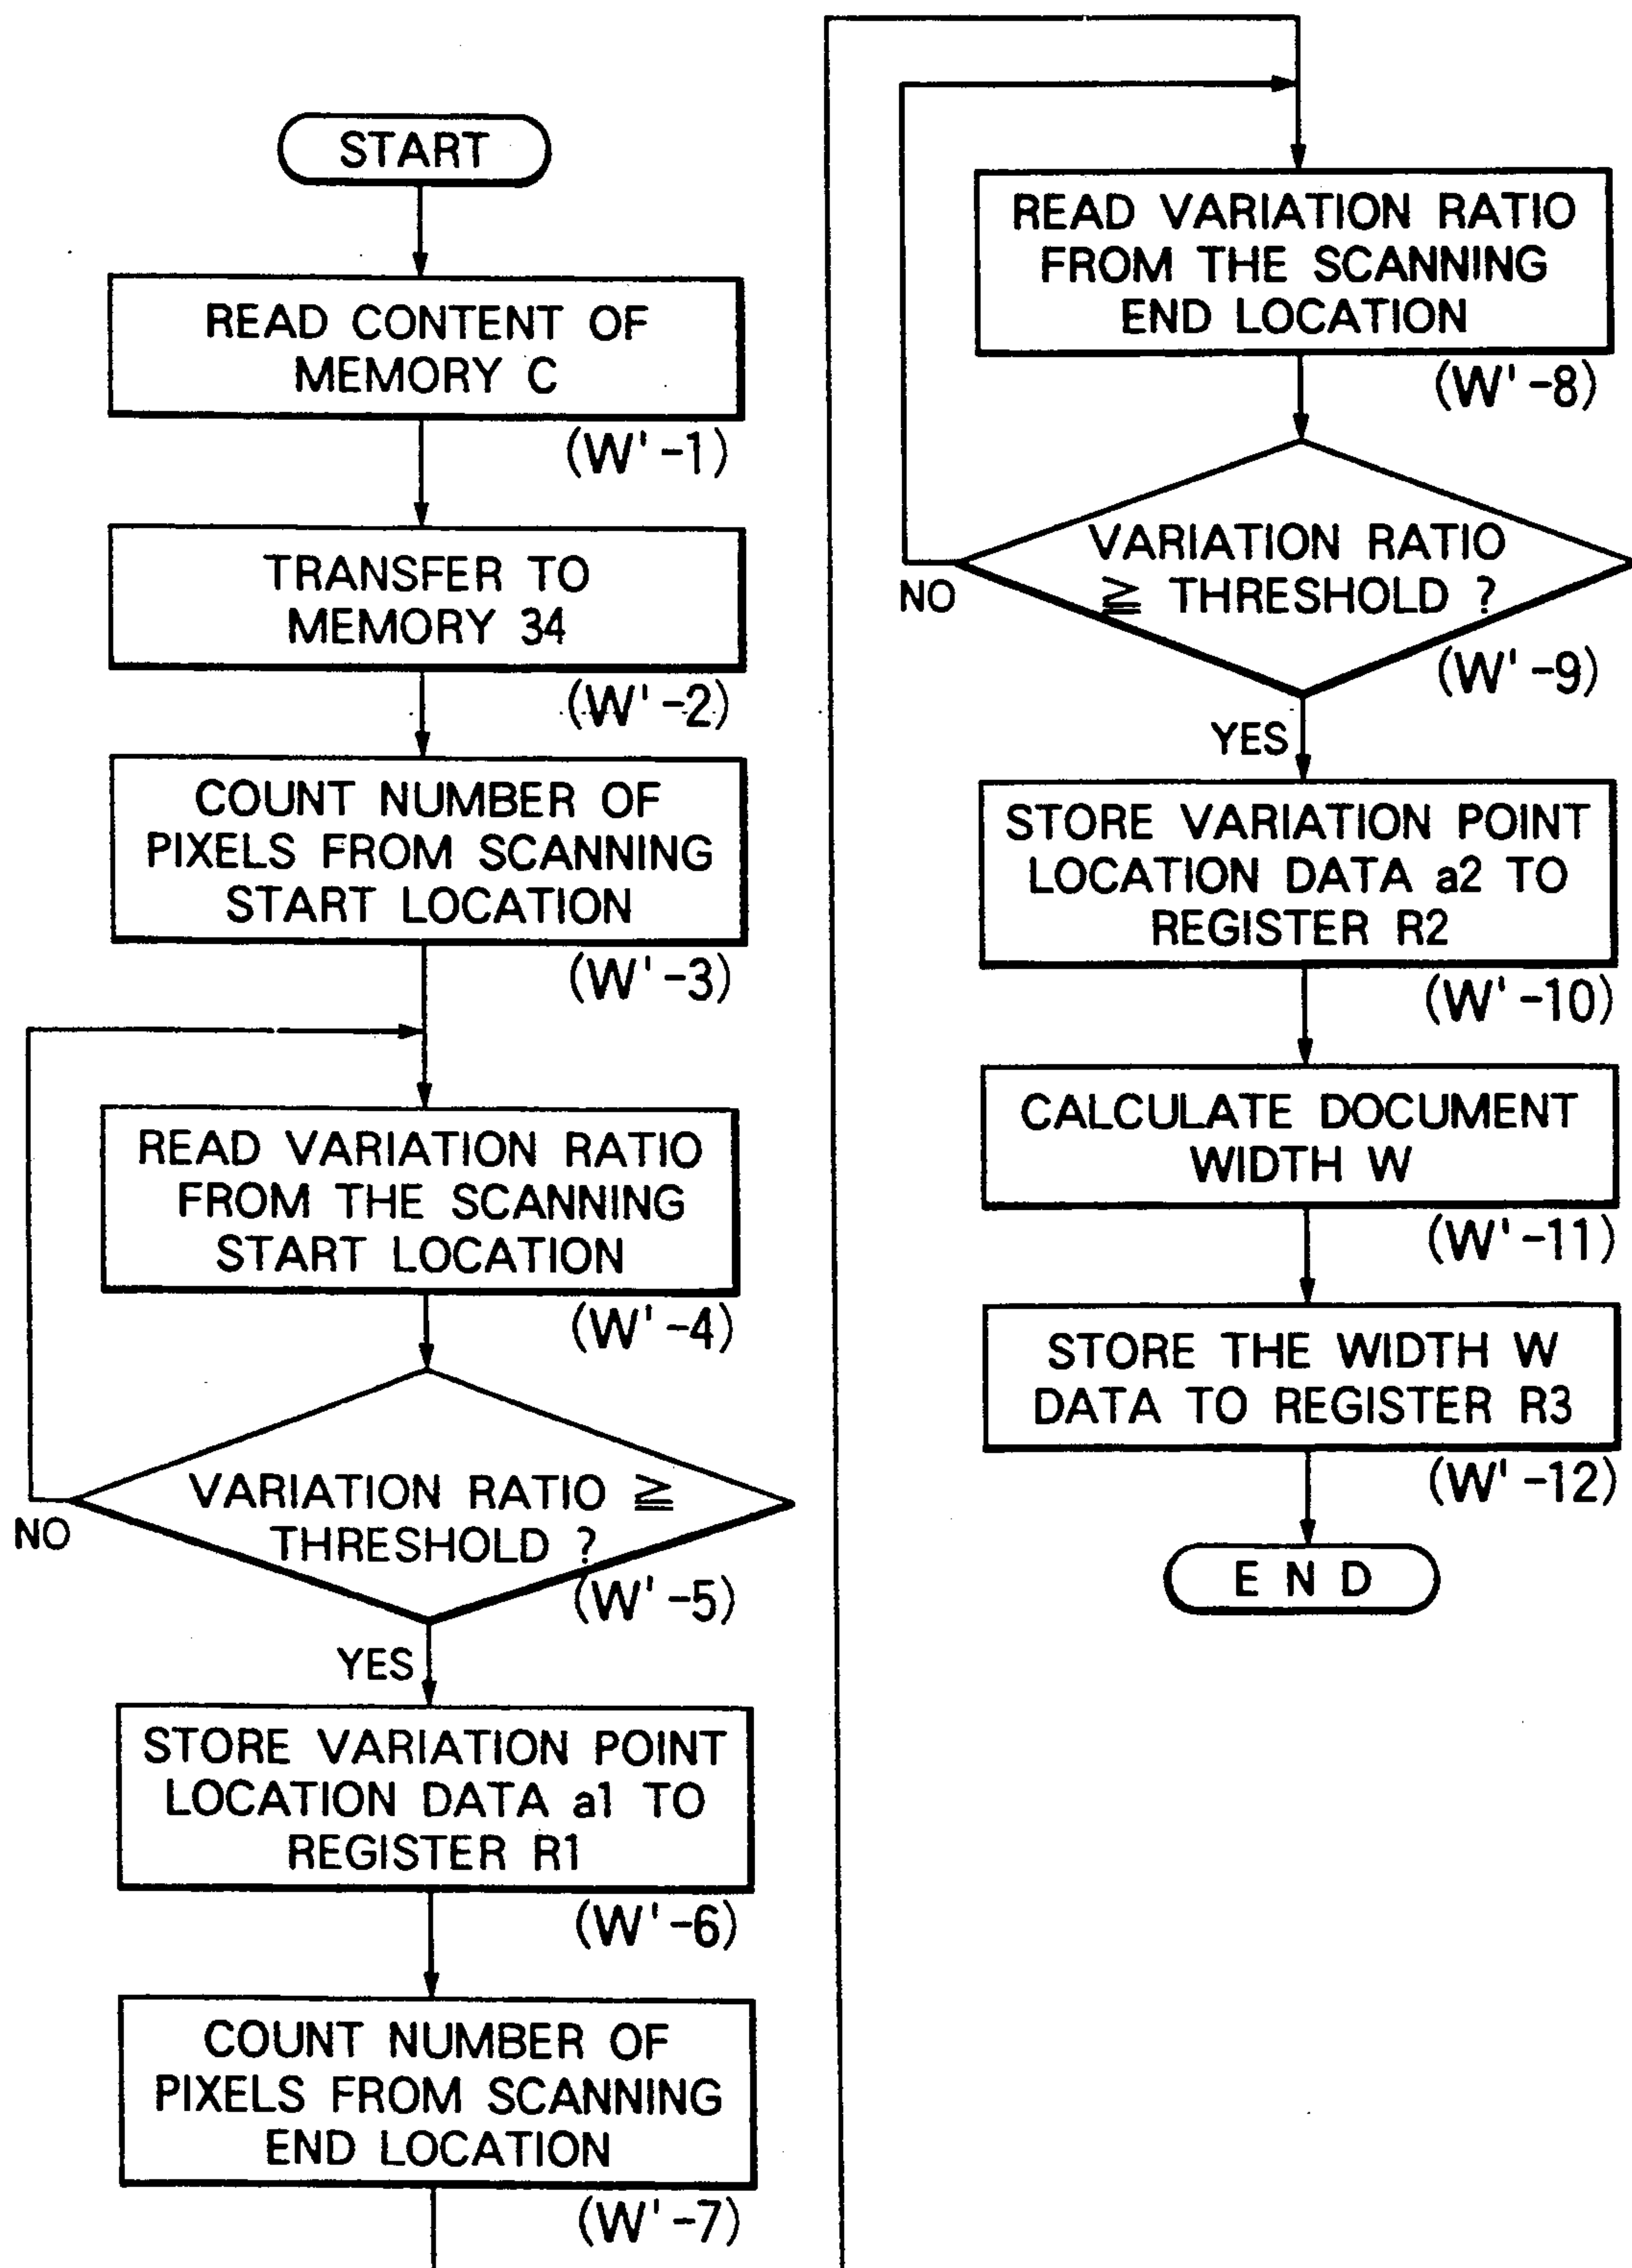 START
READ CONTENT OF
MEMORY C
(W'-1)
TRANSFER TO
MEMORY 34
(W'-2)
COUNT NUMBER OF
PIXELS FROM SCANNING
START LOCATION
(W'-3)
READ VARIATION RATIO
FROM THE SCANNING
START LOCATION
(W'-4)
VARIATION RATIO ≧
THRESHOLD ?
NO
(W'-5)
YES
STORE VARIATION POINT
LOCATION DATA a1 TO
REGISTER R1
(W'-6)
COUNT NUMBER OF
PIXELS FROM SCANNING
END LOCATION
(W'-7)
READ VARIATION RATIO
FROM THE SCANNING
END LOCATION
(W'-8)
VARIATION RATIO
≧ THRESHOLD ?
NO
(W'-9)
YES
STORE VARIATION POINT
LOCATION DATA a2 TO
REGISTER R2
(W'-10)
CALCULATE DOCUMENT
WIDTH W
(W'-11)
STORE THE WIDTH W
DATA TO REGISTER R3
(W'-12)
END